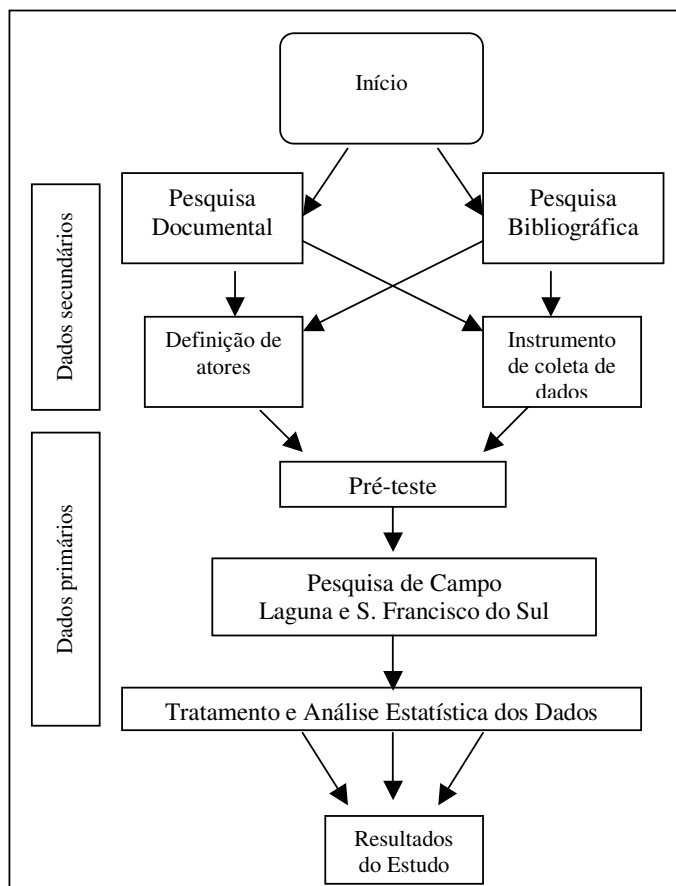 Início
Pesquisa
Documental
Pesquisa
Bibliográfica
Dados secundários
Definição de
atores
Instrumento
de coleta de
dados
Dados primários
Pré-teste
Pesquisa de Campo
Laguna e S. Francisco do Sul
Tratamento e Análise Estatística dos Dados
Resultados
do Estudo